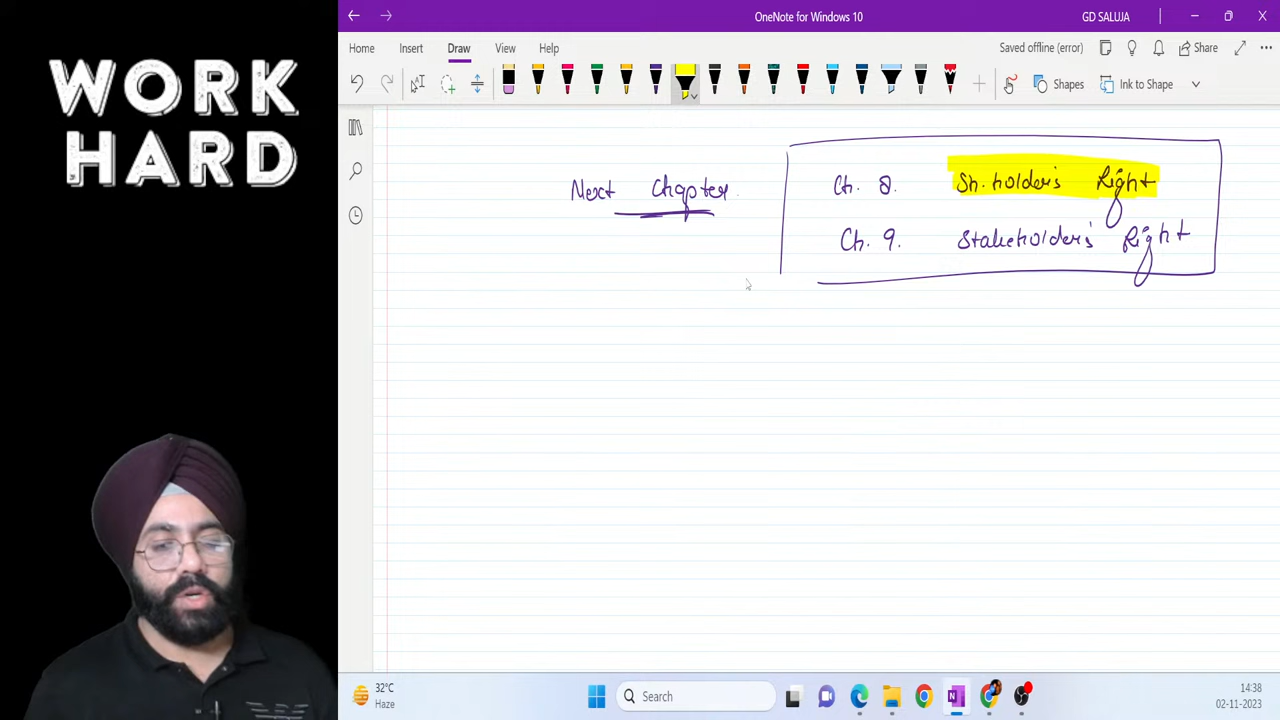 WORK
HARD
OneNote for Windows 10
GD SALUJA
Home Insert Draw View Help
Saved offline (error)
Share
Shapes
Ink to Shape
Next Chapter
Ch. 8. Sh. holder's Right
Ch. 9. Stakeholder's Right
32°C
Haze
Search
14:38
02-11-2023